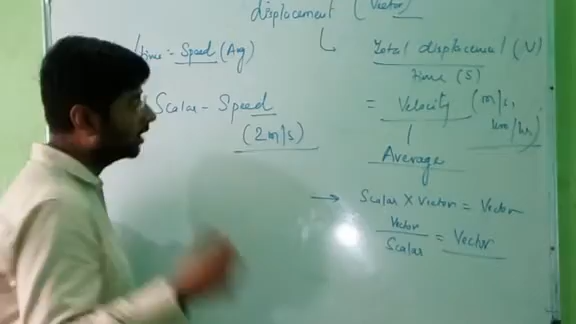 displacement (Vector)
time :- Speed (Avg)
Total displacement (V)
time (S)
Scalar - Speed
= Velocity (m/s, km/hr)
(2m/s)
Average
→ Scalar × Vector = Vector
Vector
Scalar = Vector